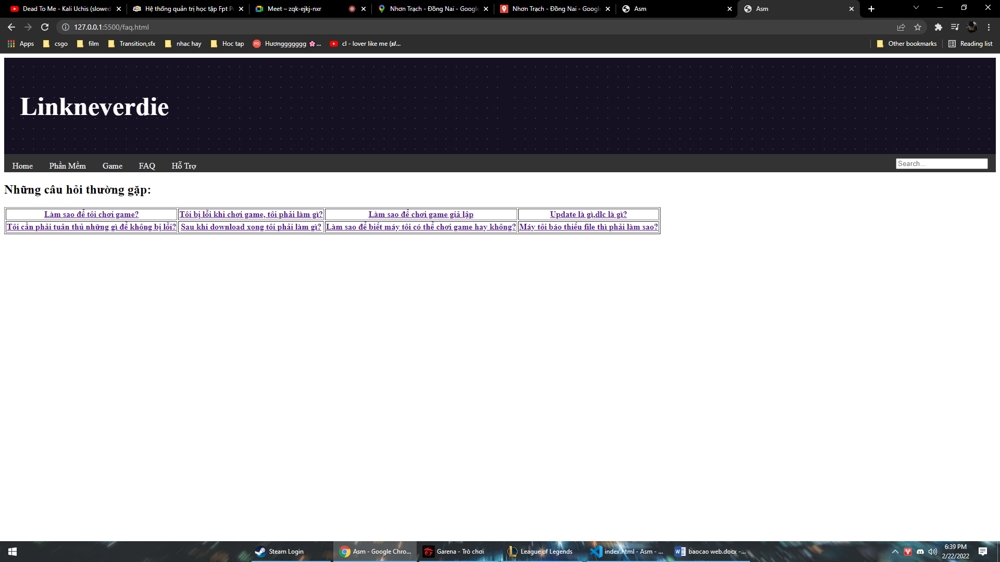 Dead To Me - Kali Uchis (slowed
Hệ thống quản trị học tập Fpt Po
Meet – zqk-ejkj-nxr
Nhơn Trạch - Đồng Nai - Google
Nhơn Trạch - Đồng Nai - Google
Asm
Asm
127.0.0.1:5500/faq.html
Apps
csgo
film
Transition,sfx
nhac hay
Hoc tap
Hươnggggggg 🌸...
cl - lover like me (sl...
Other bookmarks
Reading list
Linkneverdie
Home Phần Mềm Game FAQ Hỗ Trợ Search...
Những câu hỏi thường gặp:
Làm sao để tôi chơi game? Tôi bị lỗi khi chơi game, tôi phải làm gì? Làm sao để chơi game giả lập Update là gì,dlc là gì?
Tôi cần phải tuân thủ những gì để không bị lỗi? Sau khi download xong tôi phải làm gì? Làm sao để biết máy tôi có thể chơi game hay không? Máy tôi báo thiếu file thì phải làm sao?
Steam Login
Asm - Google Chro...
Garena - Trò chơi
League of Legends
index.html - Asm - ...
baocao web.docx -...
6:39 PM
2/22/2022